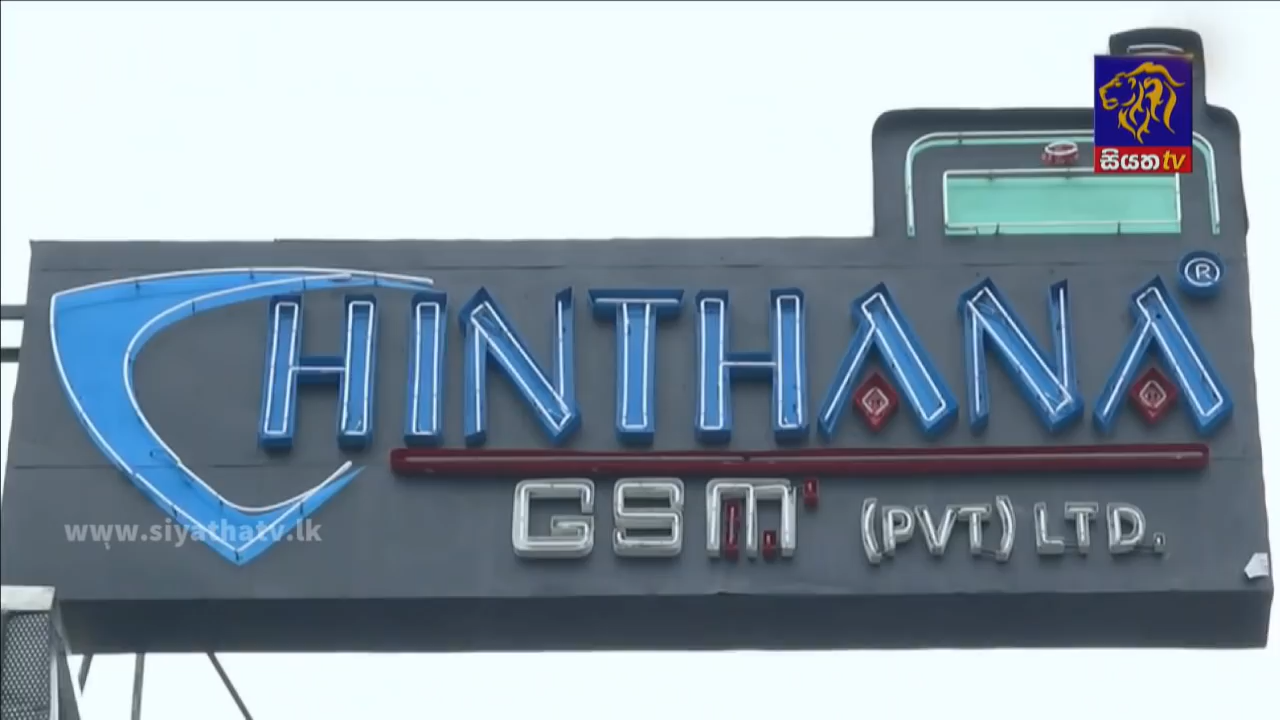 සියත tv
CHINTHANA ®
GSM (PVT) LTD.
www.siyathatv.lk